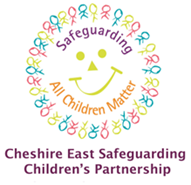 Safeguarding
All Children Matter
Cheshire East Safeguarding
Children's Partnership